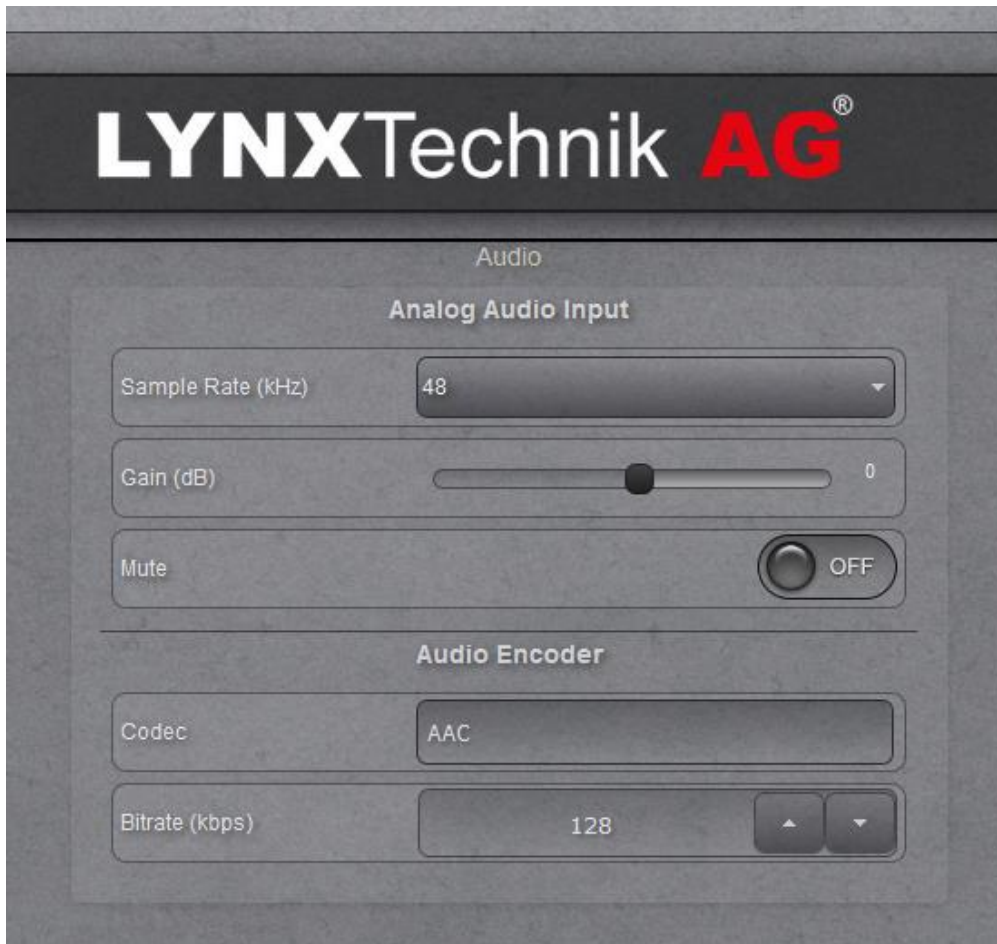 LYNXTechnik AG®
Audio
Analog Audio Input
Sample Rate (kHz) 48
Gain (dB) 0
Mute OFF
Audio Encoder
Codec AAC
Bitrate (kbps) 128